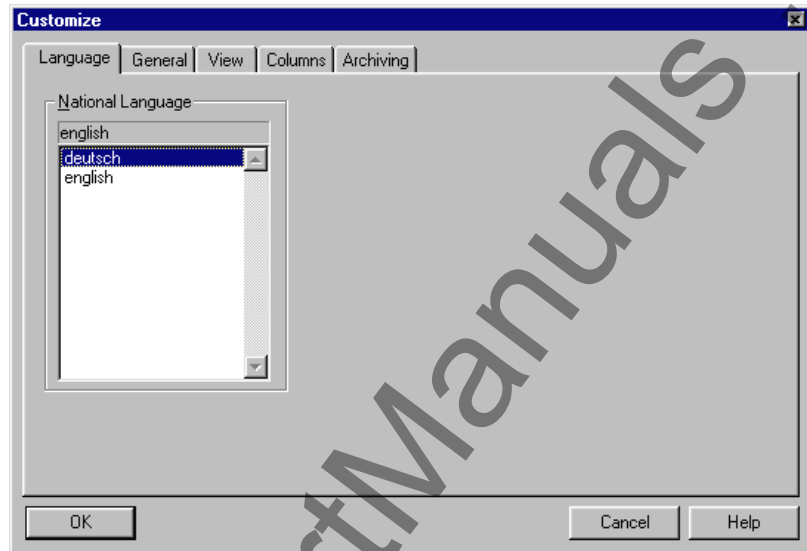 Customize
Language General View Columns Archiving
National Language
english
deutsch
english
OK Cancel Help